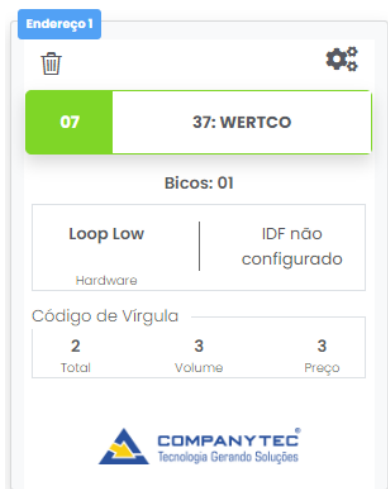 Endereço 1
07
37: WERTCO
Bicos: 01
Loop Low
Hardware
IDF não
configurado
Código de Vírgula
2
Total
3
Volume
3
Preço
COMPANYTEC
Tecnologia Gerando Soluções